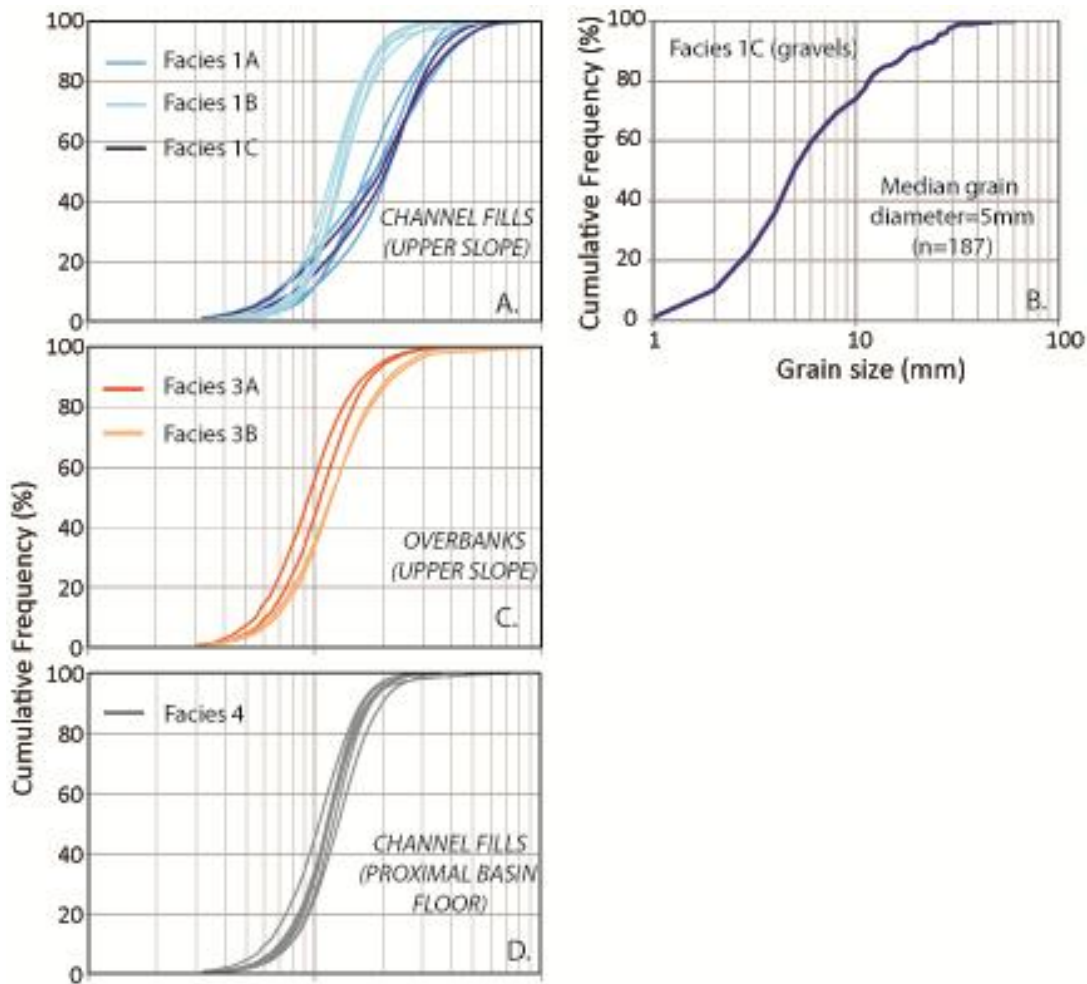 100
80
60
40
20
0
Facies 1A
Facies 1B
Facies 1C
CHANNEL FILLS
(UPPER SLOPE)
A.
Cumulative Frequency (%)
100
80
60
40
20
0
Facies 1C (gravels)
Median grain
diameter=5mm
(n=187)
B.
1
10
100
Grain size (mm)
Cumulative Frequency (%)
100
80
60
40
20
0
Facies 3A
Facies 3B
OVERBANKS
(UPPER SLOPE)
C.
100
80
60
40
20
0
Facies 4
CHANNEL FILLS
(PROXIMAL BASIN
FLOOR)
D.